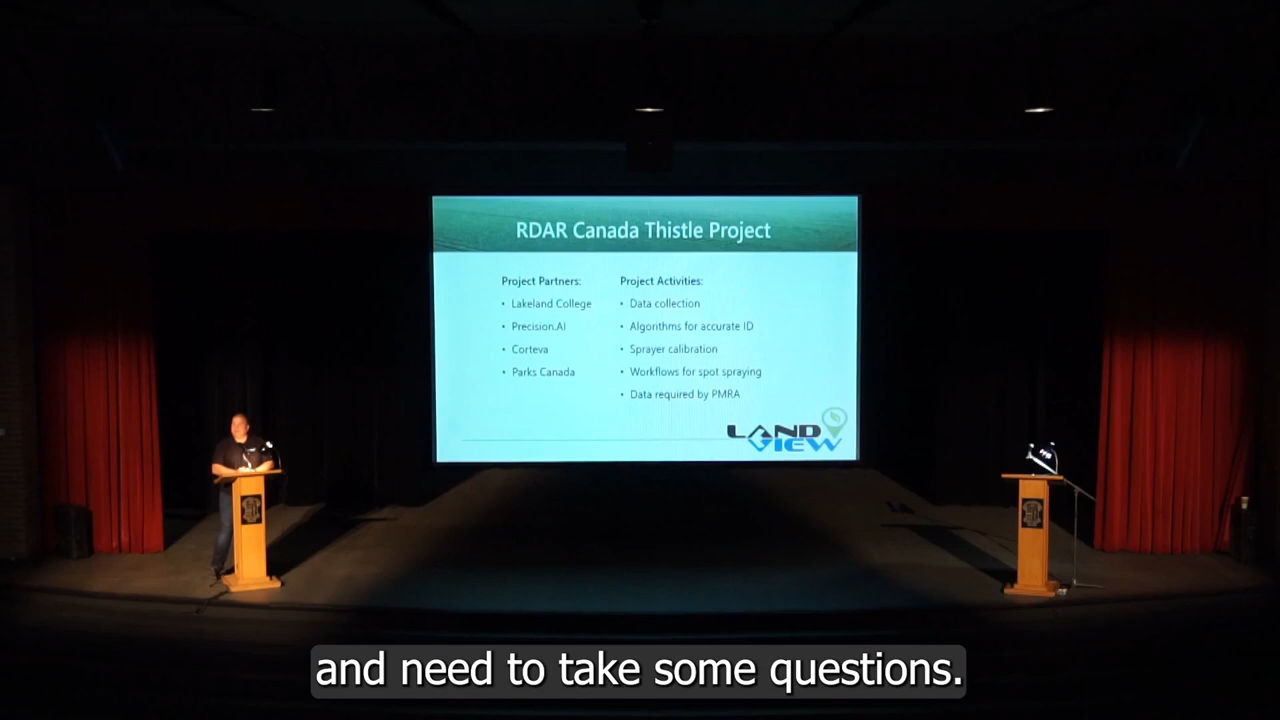 RDAR Canada Thistle Project
Project Partners:
• Lakeland College
• Precision.AI
• Corteva
• Parks Canada
Project Activities:
• Data collection
• Algorithms for accurate ID
• Sprayer calibration
• Workflows for spot spraying
• Data required by PMRA
LAND
VIEW
and need to take some questions.